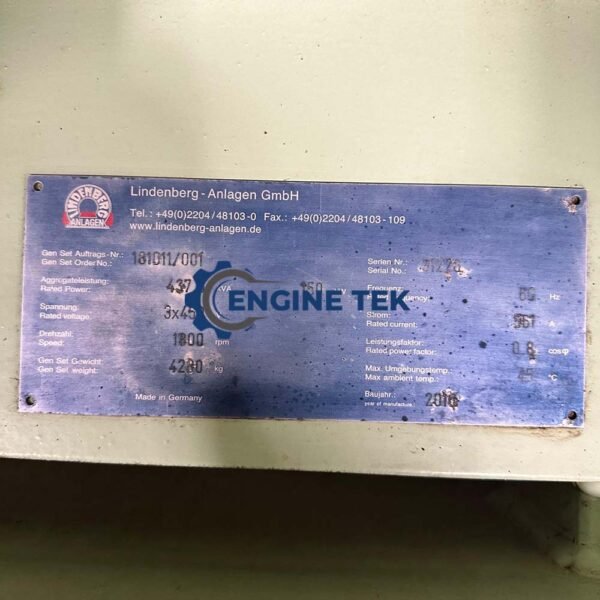 LINDENBERG
ANLAGEN
Lindenberg - Anlagen GmbH
Tel.: +49(0)2204/48103-0 Fax.: +49(0)2204/48103-109
www.lindenberg-anlagen.de
Gen Set Auftrags-Nr.:
Gen Set Order No.: 181011/001
Serien Nr.:
Serial No.:
Aggregateleistung:
Rated Power: 437 kVA
Frequenz:
60 Hz
Spannung:
Rated voltage:
Strom:
Rated current: A
Drehzahl:
Speed: 1800 rpm
Leistungsfaktor:
Rated power factor: 0.8 cosφ
Gen Set Gewicht:
Gen Set weight: 4280 kg
Max. Umgebungstemp.:
Max ambient temp.: °C
Made in Germany
Baujahr.:
year of manufacture.:
ENGINE TEK